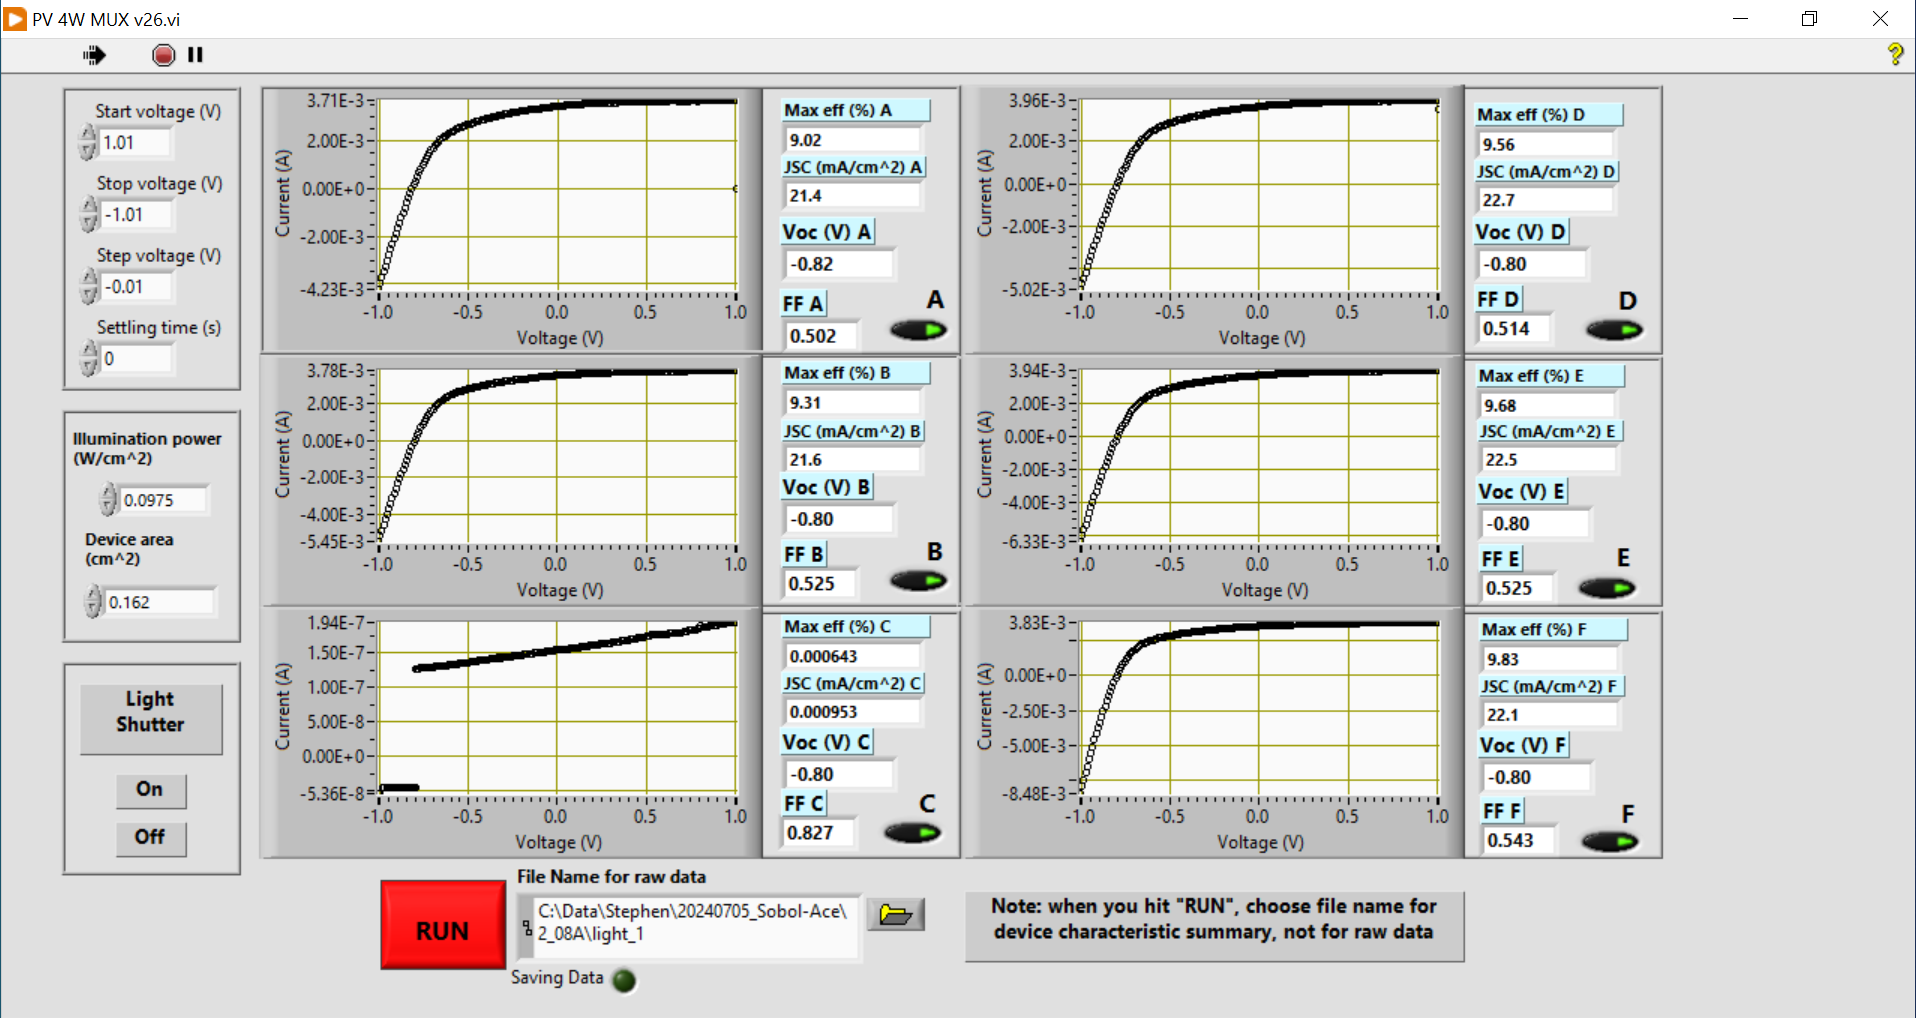 PV 4W MUX v26.vi
Start voltage (V)
1.01
Stop voltage (V)
-1.01
Step voltage (V)
-0.01
Settling time (s)
0
Illumination power
(W/cm^2)
0.0975
Device area
(cm^2)
0.162
Light
Shutter
On
Off
3.71E-3
2.00E-3
0.00E+0
-2.00E-3
-4.23E-3
Current (A)
-1.0 -0.5 0.0 0.5 1.0
Voltage (V)
Max eff (%) A
9.02
JSC (mA/cm^2) A
21.4
Voc (V) A
-0.82
FF A
0.502
A
3.96E-3
2.00E-3
0.00E+0
-2.00E-3
-5.02E-3
Current (A)
-1.0 -0.5 0.0 0.5 1.0
Voltage (V)
Max eff (%) D
9.56
JSC (mA/cm^2) D
22.7
Voc (V) D
-0.80
FF D
0.514
D
3.78E-3
2.00E-3
0.00E+0
-2.00E-3
-4.00E-3
-5.45E-3
Current (A)
-1.0 -0.5 0.0 0.5 1.0
Voltage (V)
Max eff (%) B
9.31
JSC (mA/cm^2) B
21.6
Voc (V) B
-0.80
FF B
0.525
B
3.94E-3
2.00E-3
0.00E+0
-2.00E-3
-4.00E-3
-6.33E-3
Current (A)
-1.0 -0.5 0.0 0.5 1.0
Voltage (V)
Max eff (%) E
9.68
JSC (mA/cm^2) E
22.5
Voc (V) E
-0.80
FF E
0.525
E
1.94E-7
1.50E-7
1.00E-7
5.00E-8
0.00E+0
-5.36E-8
Current (A)
-1.0 -0.5 0.0 0.5 1.0
Voltage (V)
Max eff (%) C
0.000643
JSC (mA/cm^2) C
0.000953
Voc (V) C
-0.80
FF C
0.827
C
3.83E-3
0.00E+0
-2.50E-3
-5.00E-3
-8.48E-3
Current (A)
-1.0 -0.5 0.0 0.5 1.0
Voltage (V)
Max eff (%) F
9.83
JSC (mA/cm^2) F
22.1
Voc (V) F
-0.80
FF F
0.543
F
RUN
File Name for raw data
C:\Data\Stephen\20240705_Sobol-Ace\
2_08A\light_1
Saving Data
Note: when you hit "RUN", choose file name for
device characteristic summary, not for raw data